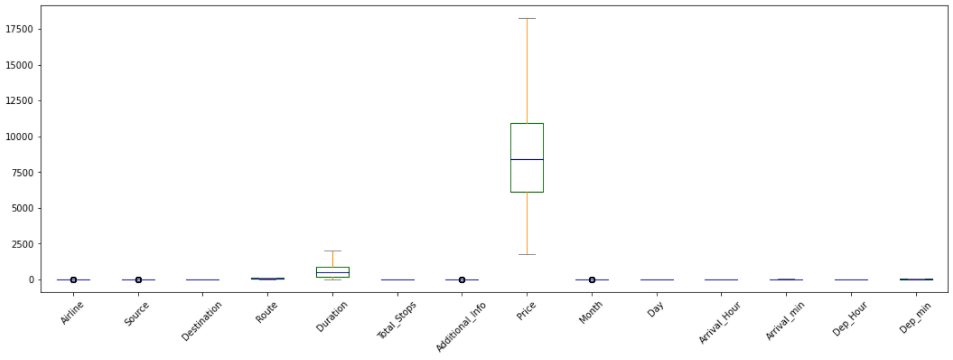 17500
15000
12500
10000
7500
5000
2500
0
Airline
Source
Destination
Route
Duration
Total_Stops
Additional_Info
Price
Month
Day
Arrival_Hour
Arrival_min
Dep_Hour
Dep_min